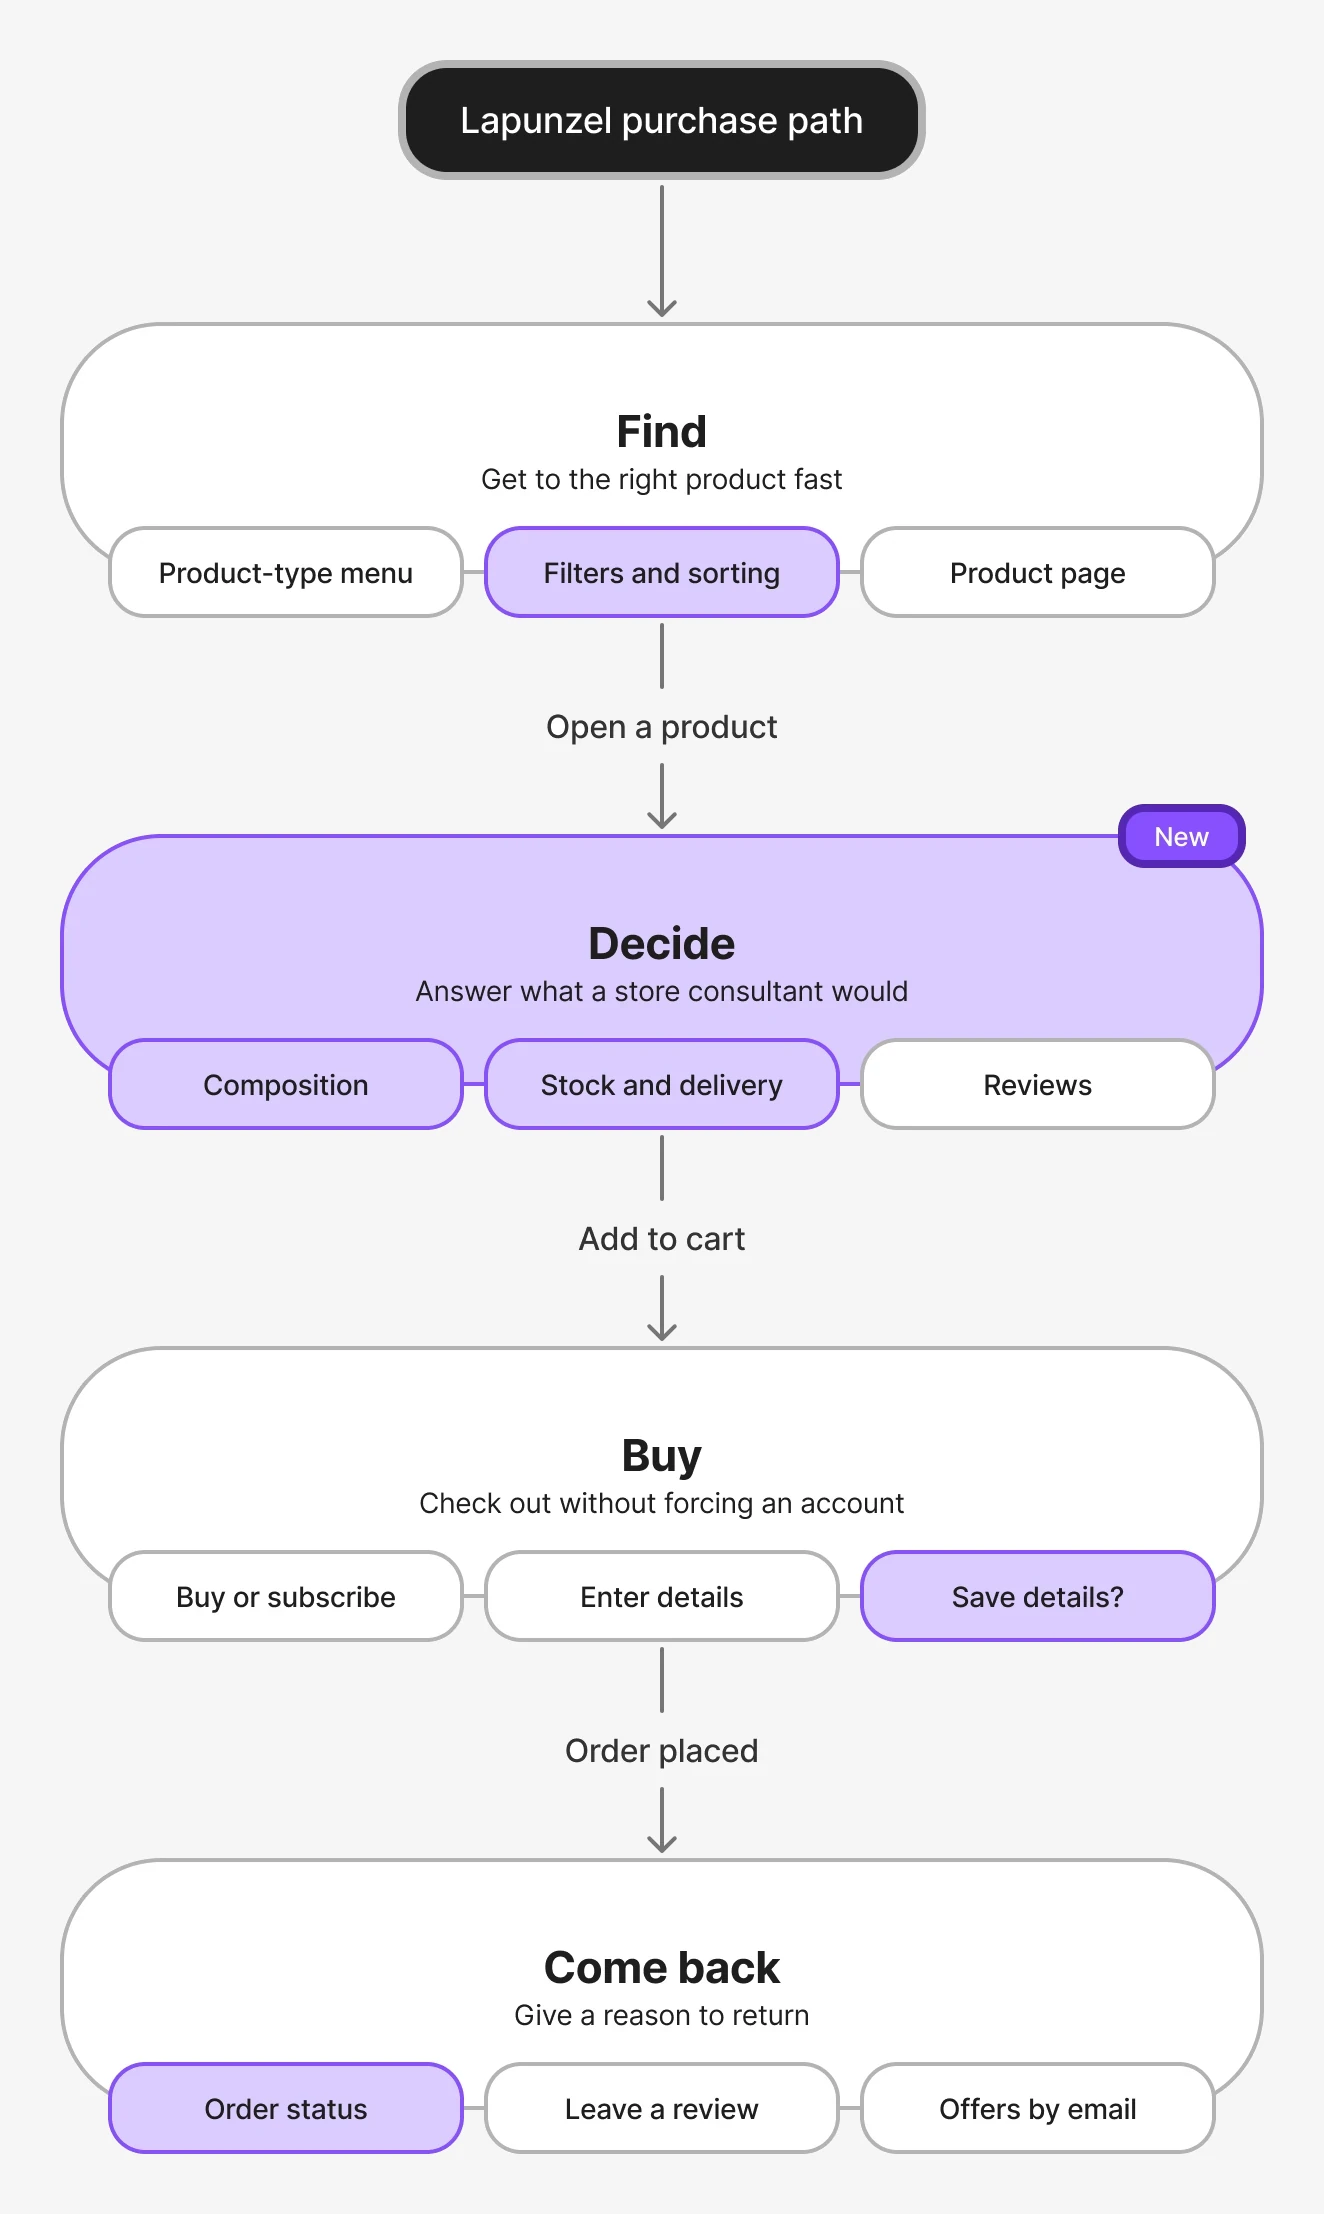 Lapunzel purchase path
Find
Get to the right product fast
Product-type menu
Filters and sorting
Product page
Open a product
New
Decide
Answer what a store consultant would
Composition
Stock and delivery
Reviews
Add to cart
Buy
Check out without forcing an account
Buy or subscribe
Enter details
Save details?
Order placed
Come back
Give a reason to return
Order status
Leave a review
Offers by email